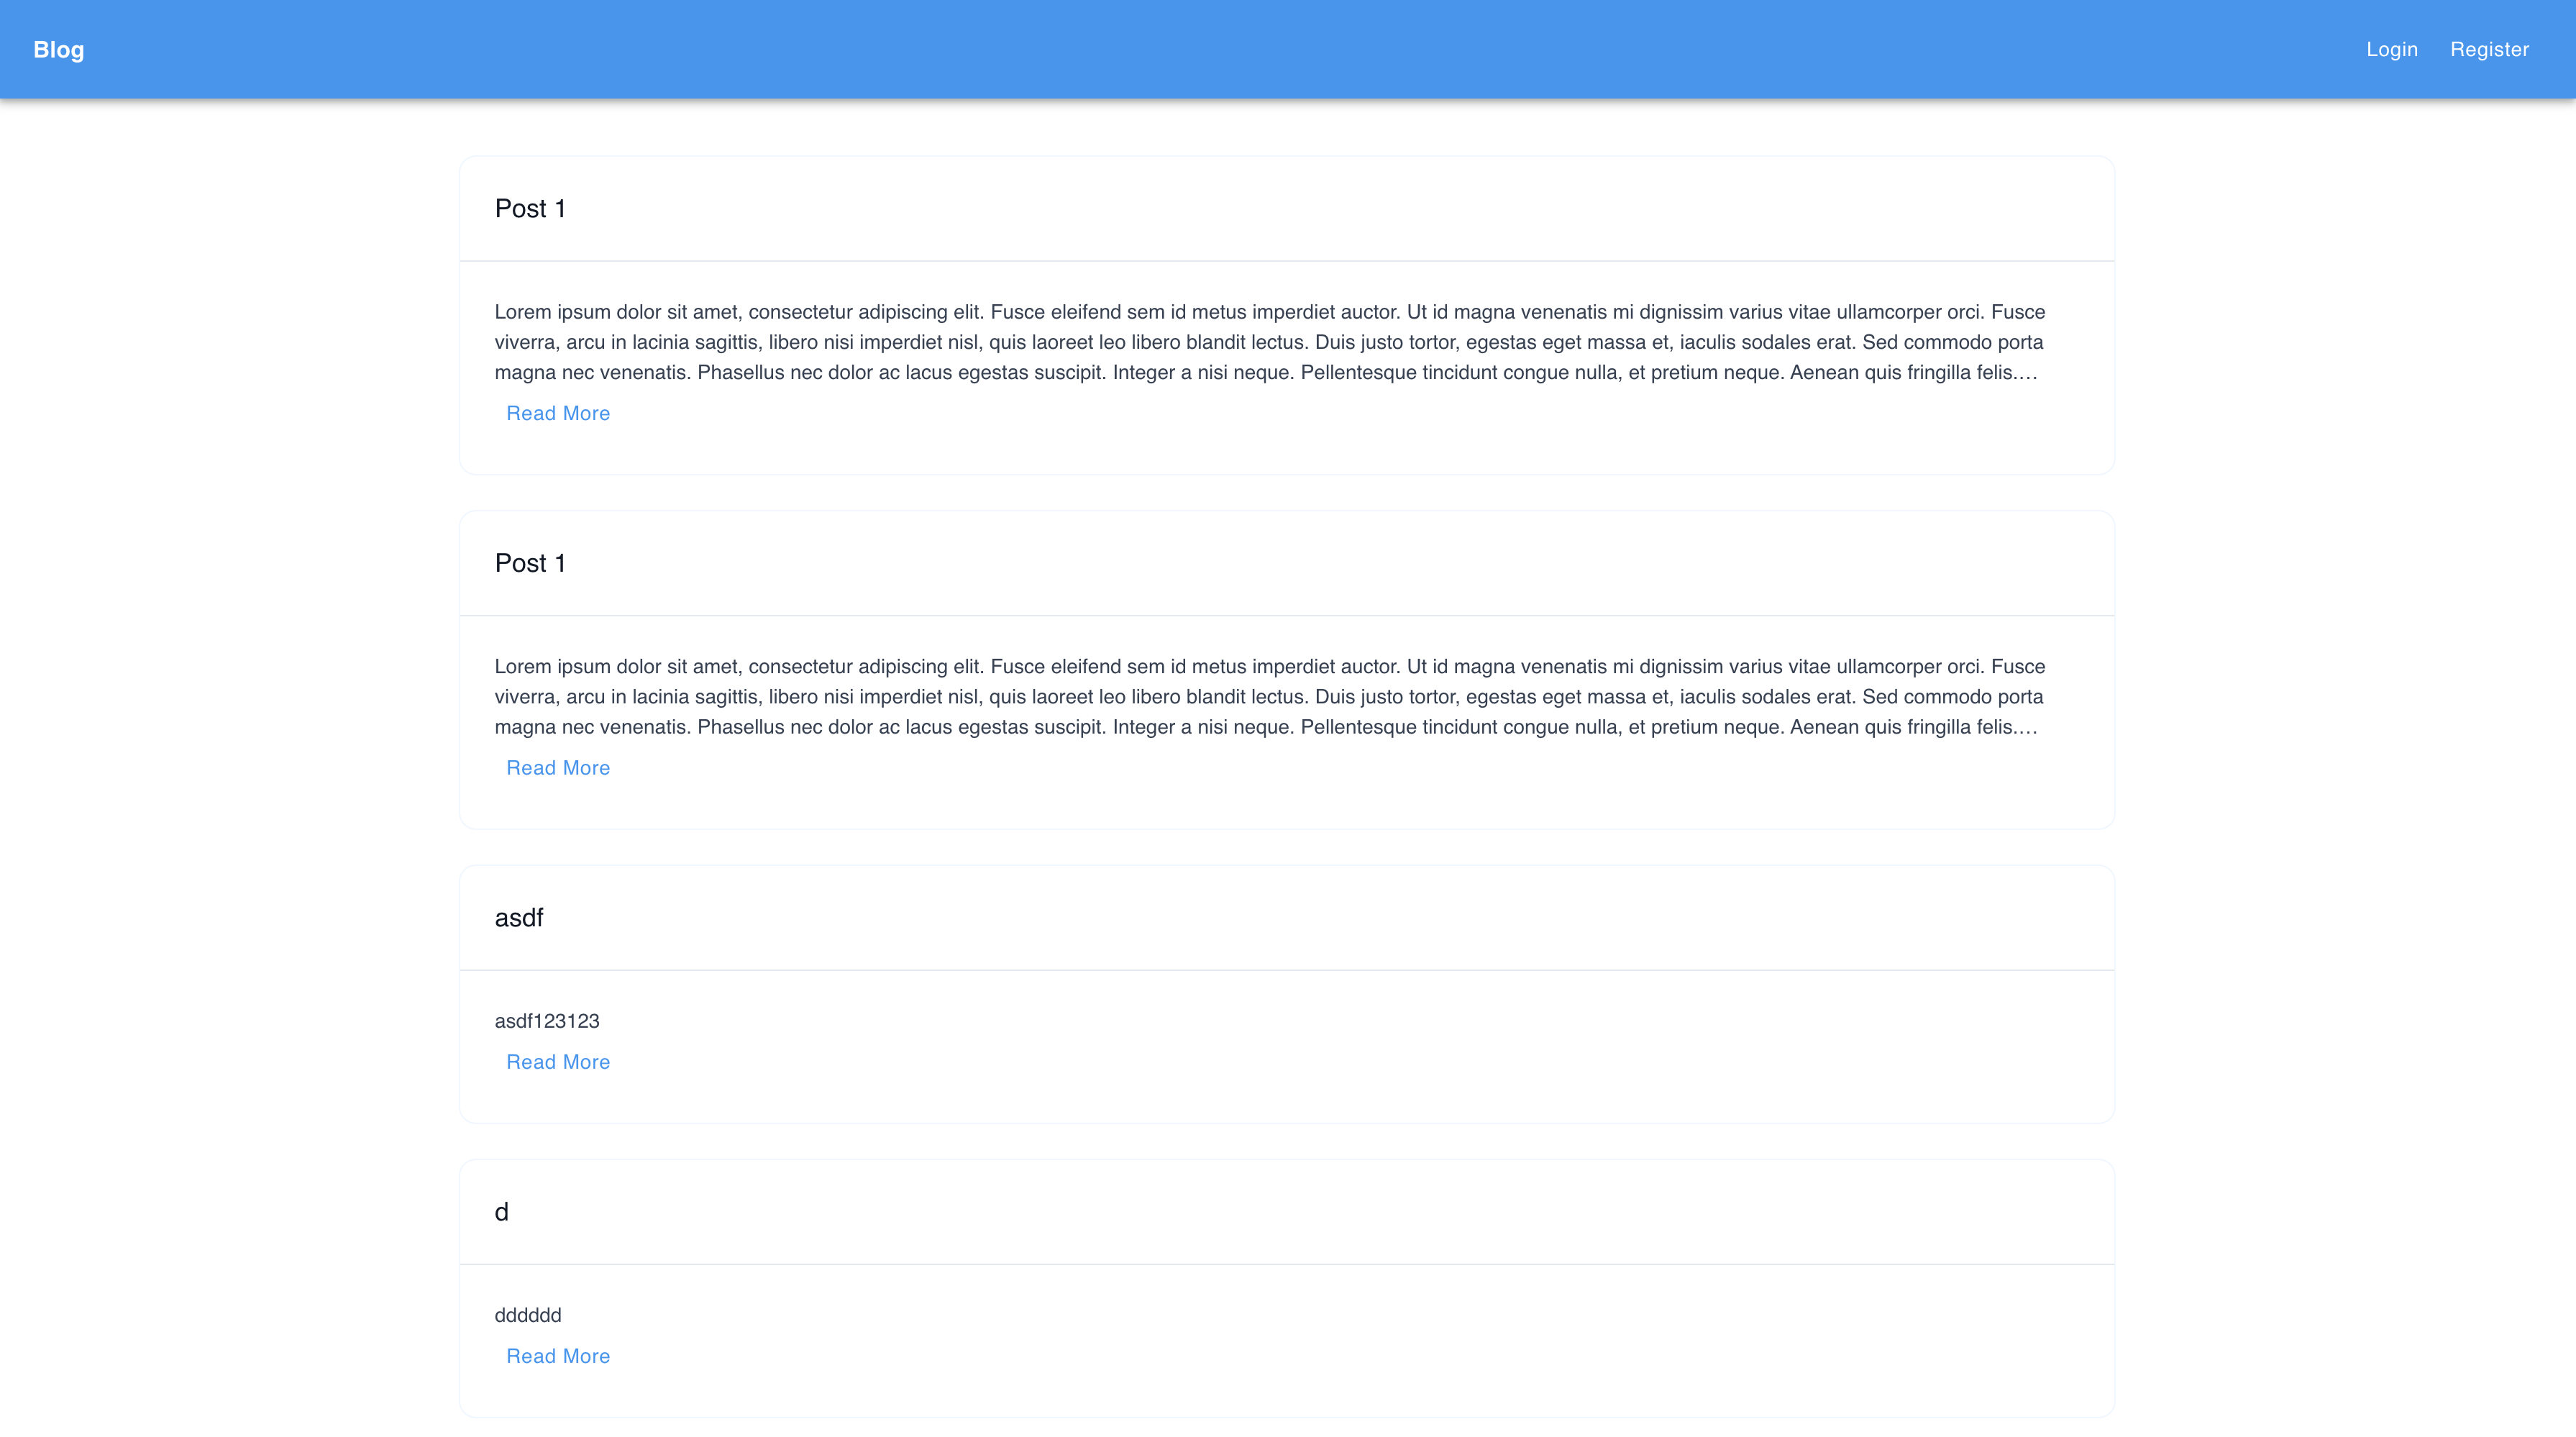 Blog
Login Register
Post 1
Lorem ipsum dolor sit amet, consectetur adipiscing elit. Fusce eleifend sem id metus imperdiet auctor. Ut id magna venenatis mi dignissim varius vitae ullamcorper orci. Fusce
viverra, arcu in lacinia sagittis, libero nisi imperdiet nisl, quis laoreet leo libero blandit lectus. Duis justo tortor, egestas eget massa et, iaculis sodales erat. Sed commodo porta
magna nec venenatis. Phasellus nec dolor ac lacus egestas suscipit. Integer a nisi neque. Pellentesque tincidunt congue nulla, et pretium neque. Aenean quis fringilla felis.…
Read More
Post 1
Lorem ipsum dolor sit amet, consectetur adipiscing elit. Fusce eleifend sem id metus imperdiet auctor. Ut id magna venenatis mi dignissim varius vitae ullamcorper orci. Fusce
viverra, arcu in lacinia sagittis, libero nisi imperdiet nisl, quis laoreet leo libero blandit lectus. Duis justo tortor, egestas eget massa et, iaculis sodales erat. Sed commodo porta
magna nec venenatis. Phasellus nec dolor ac lacus egestas suscipit. Integer a nisi neque. Pellentesque tincidunt congue nulla, et pretium neque. Aenean quis fringilla felis.…
Read More
asdf
asdf123123
Read More
d
dddddd
Read More